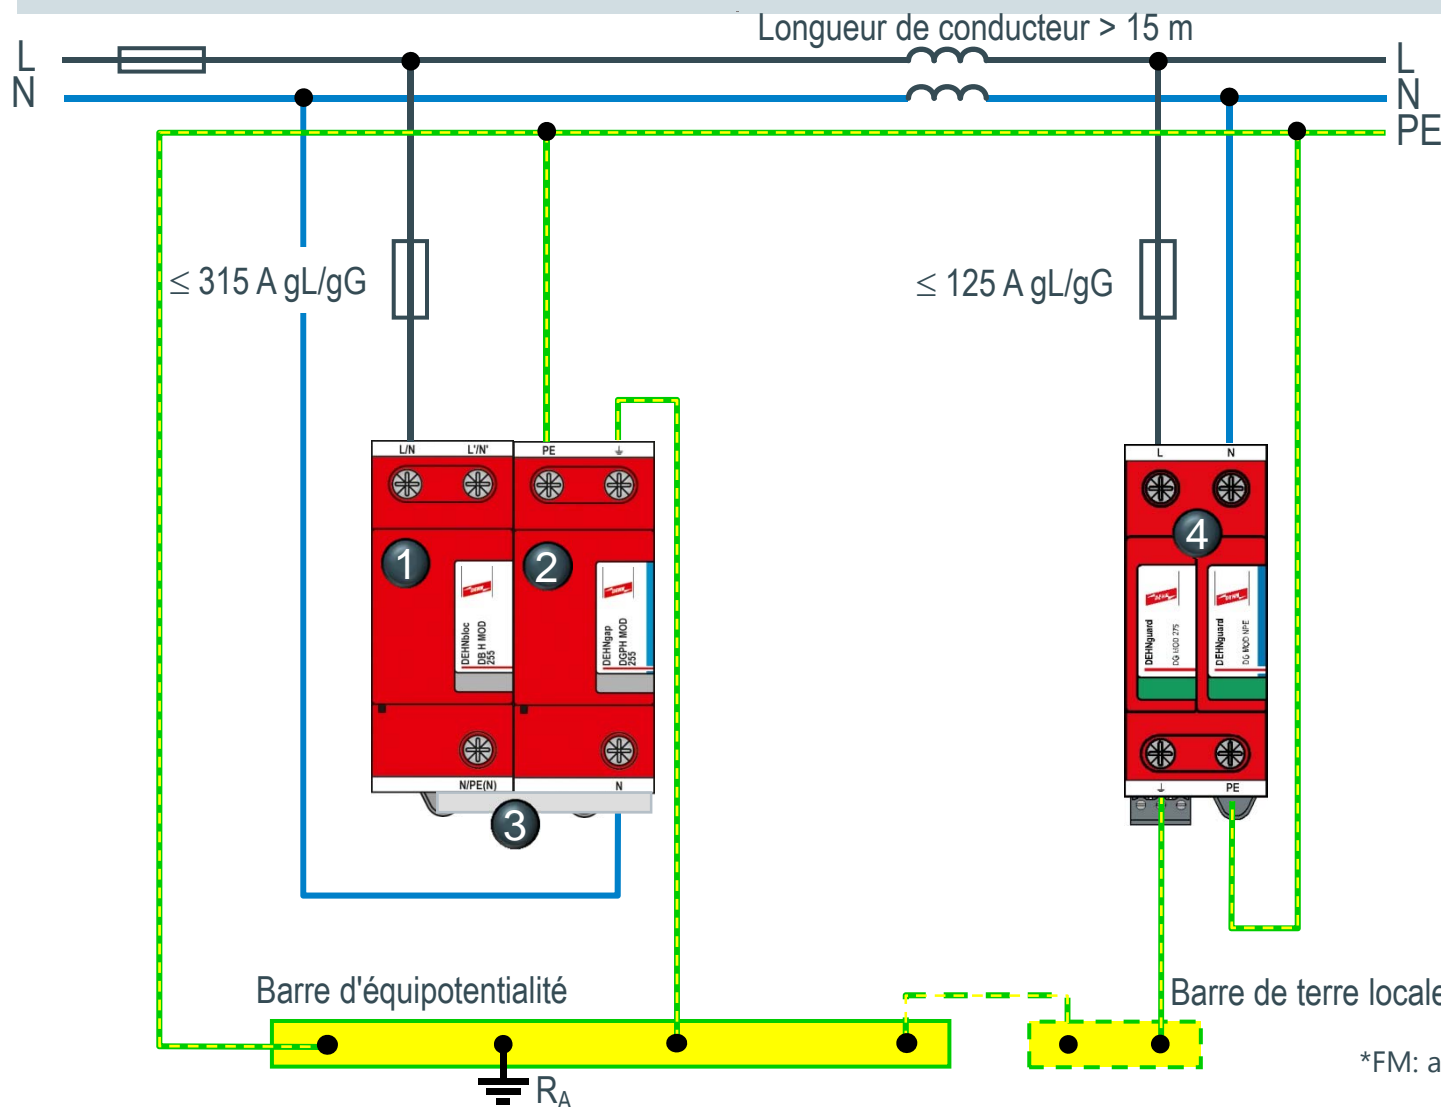 Longueur de conducteur > 15 m
L
N
L
N
PE
≤ 315 A gL/gG
≤ 125 A gL/gG
L/N
L'/N'
PE
L
N
1
2
4
DEHNbloc
DB H MOD
255
DEHNgap
DGPH MOD
255
DEHNguard
DG MOD 275
DEHNguard
DG MOD NPE
N/PE(N)
N
PE
3
Barre d'équipotentialité
Barre de terre locale
*FM: a
RA